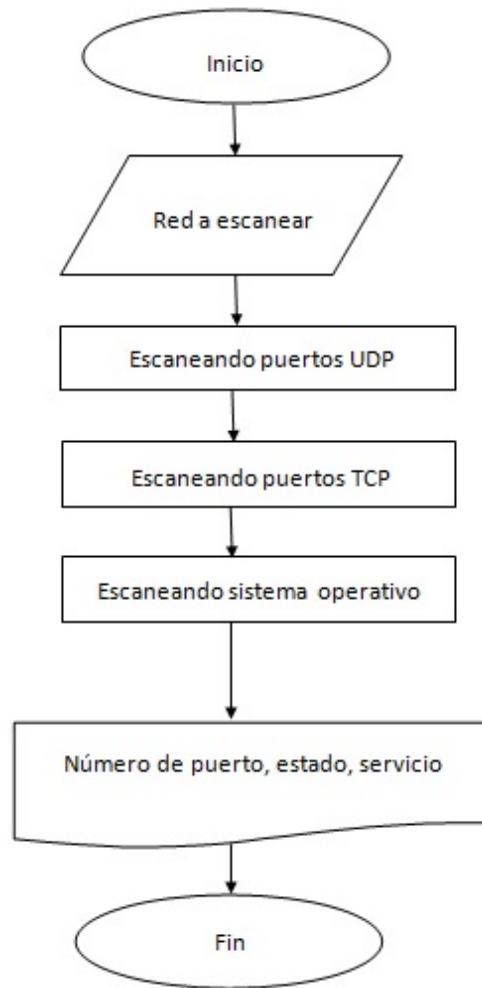 Inicio
Red a escanear
Escaneando puertos UDP
Escaneando puertos TCP
Escaneando sistema operativo
Número de puerto, estado, servicio
Fin